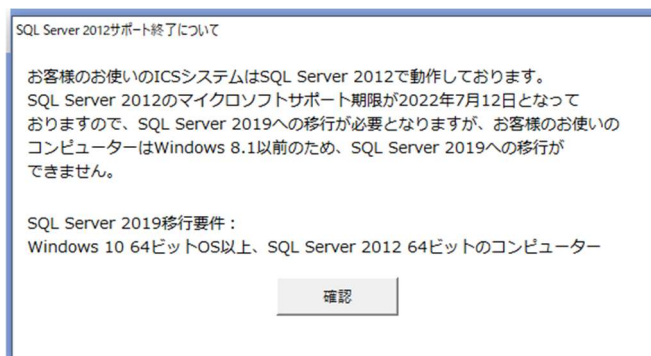 SQL Server 2012サポート終了について
お客様のお使いのICSシステムはSQL Server 2012で動作しております。
SQL Server 2012のマイクロソフトサポート期限が2022年7月12日となって
おりますので、SQL Server 2019への移行が必要となりますが、お客様のお使いの
コンピューターはWindows 8.1以前のため、SQL Server 2019への移行が
できません。
SQL Server 2019移行要件：
Windows 10 64ビットOS以上、SQL Server 2012 64ビットのコンピューター
確認